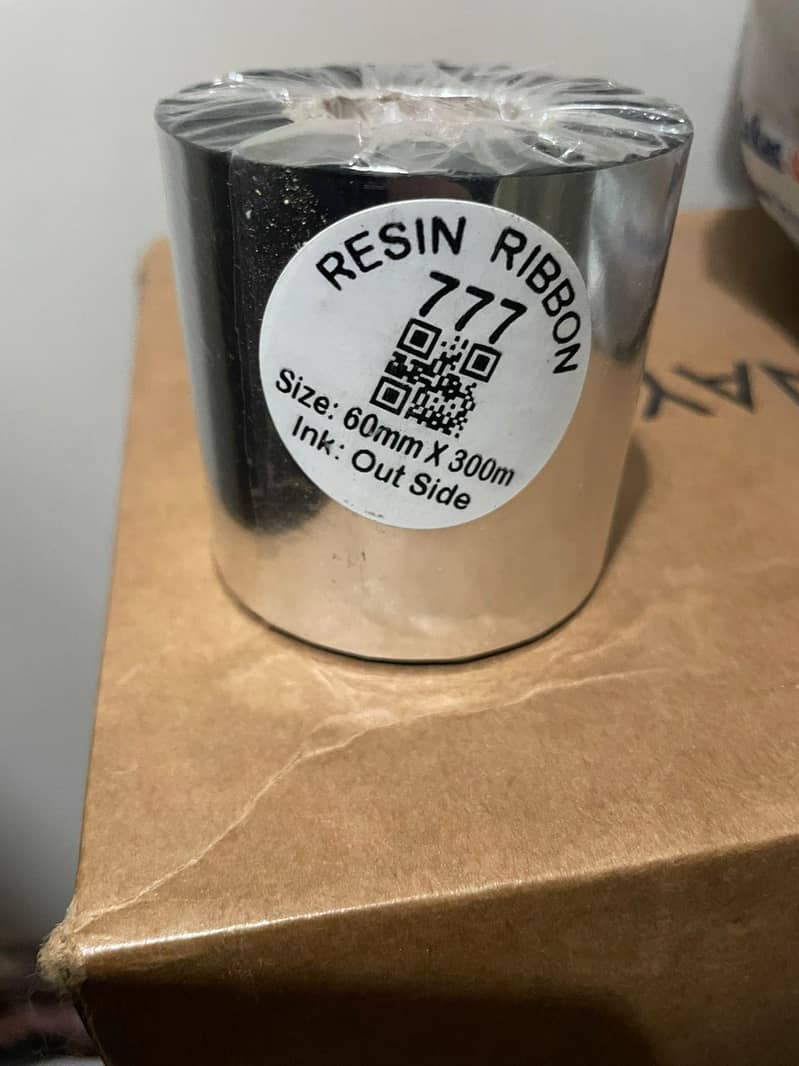 RESIN RIBBON
777
Size: 60mm X 300m
Ink: Out Side